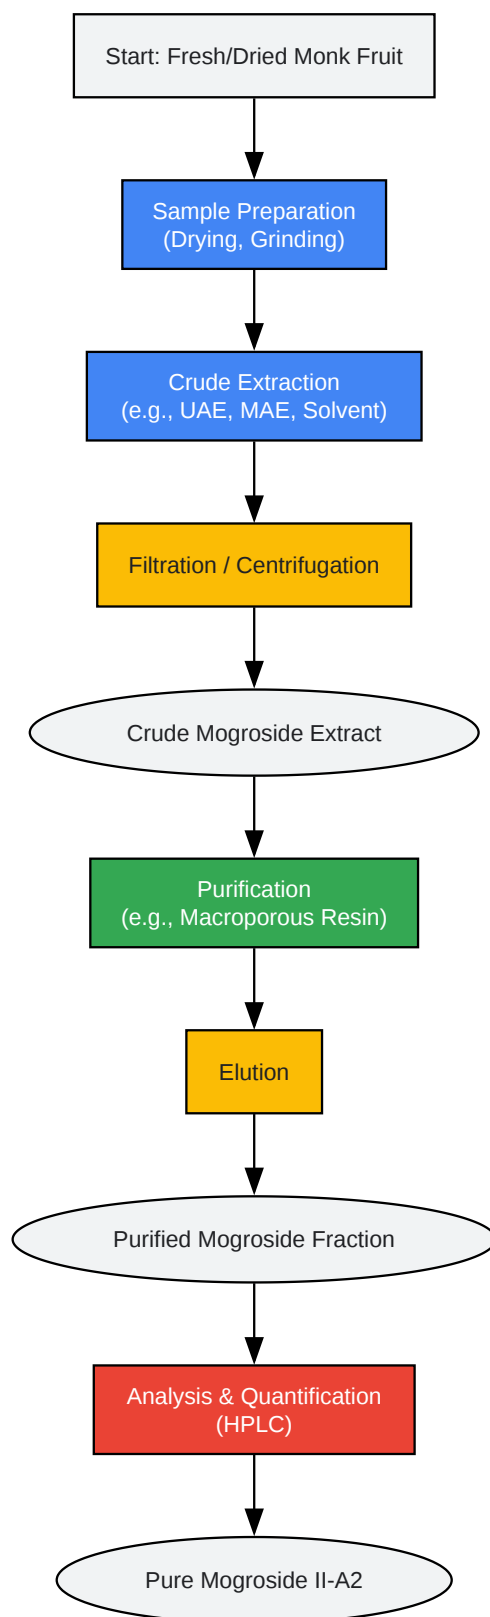 Start: Fresh/Dried Monk Fruit
Sample Preparation
(Drying, Grinding)
Crude Extraction
(e.g., UAE, MAE, Solvent)
Filtration / Centrifugation
Crude Mogroside Extract
Purification
(e.g., Macroporous Resin)
Elution
Purified Mogroside Fraction
Analysis & Quantification
(HPLC)
Pure Mogroside II-A2